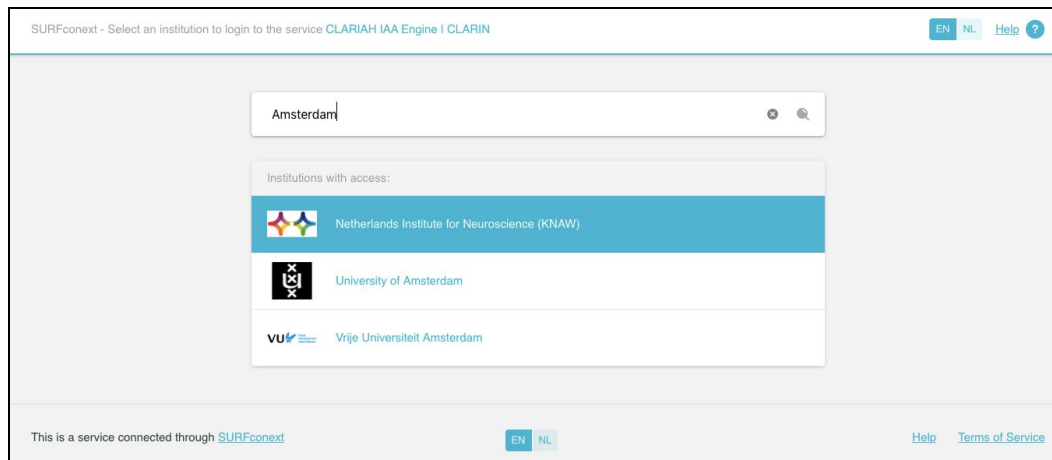 SURFconext - Select an institution to login to the service CLARIAH IAA Engine | CLARIN
EN NL Help ?
Amsterdam
Institutions with access:
Netherlands Institute for Neuroscience (KNAW)
University of Amsterdam
VU Vrije Universiteit Amsterdam
This is a service connected through SURFconext
EN NL
Help Terms of Service